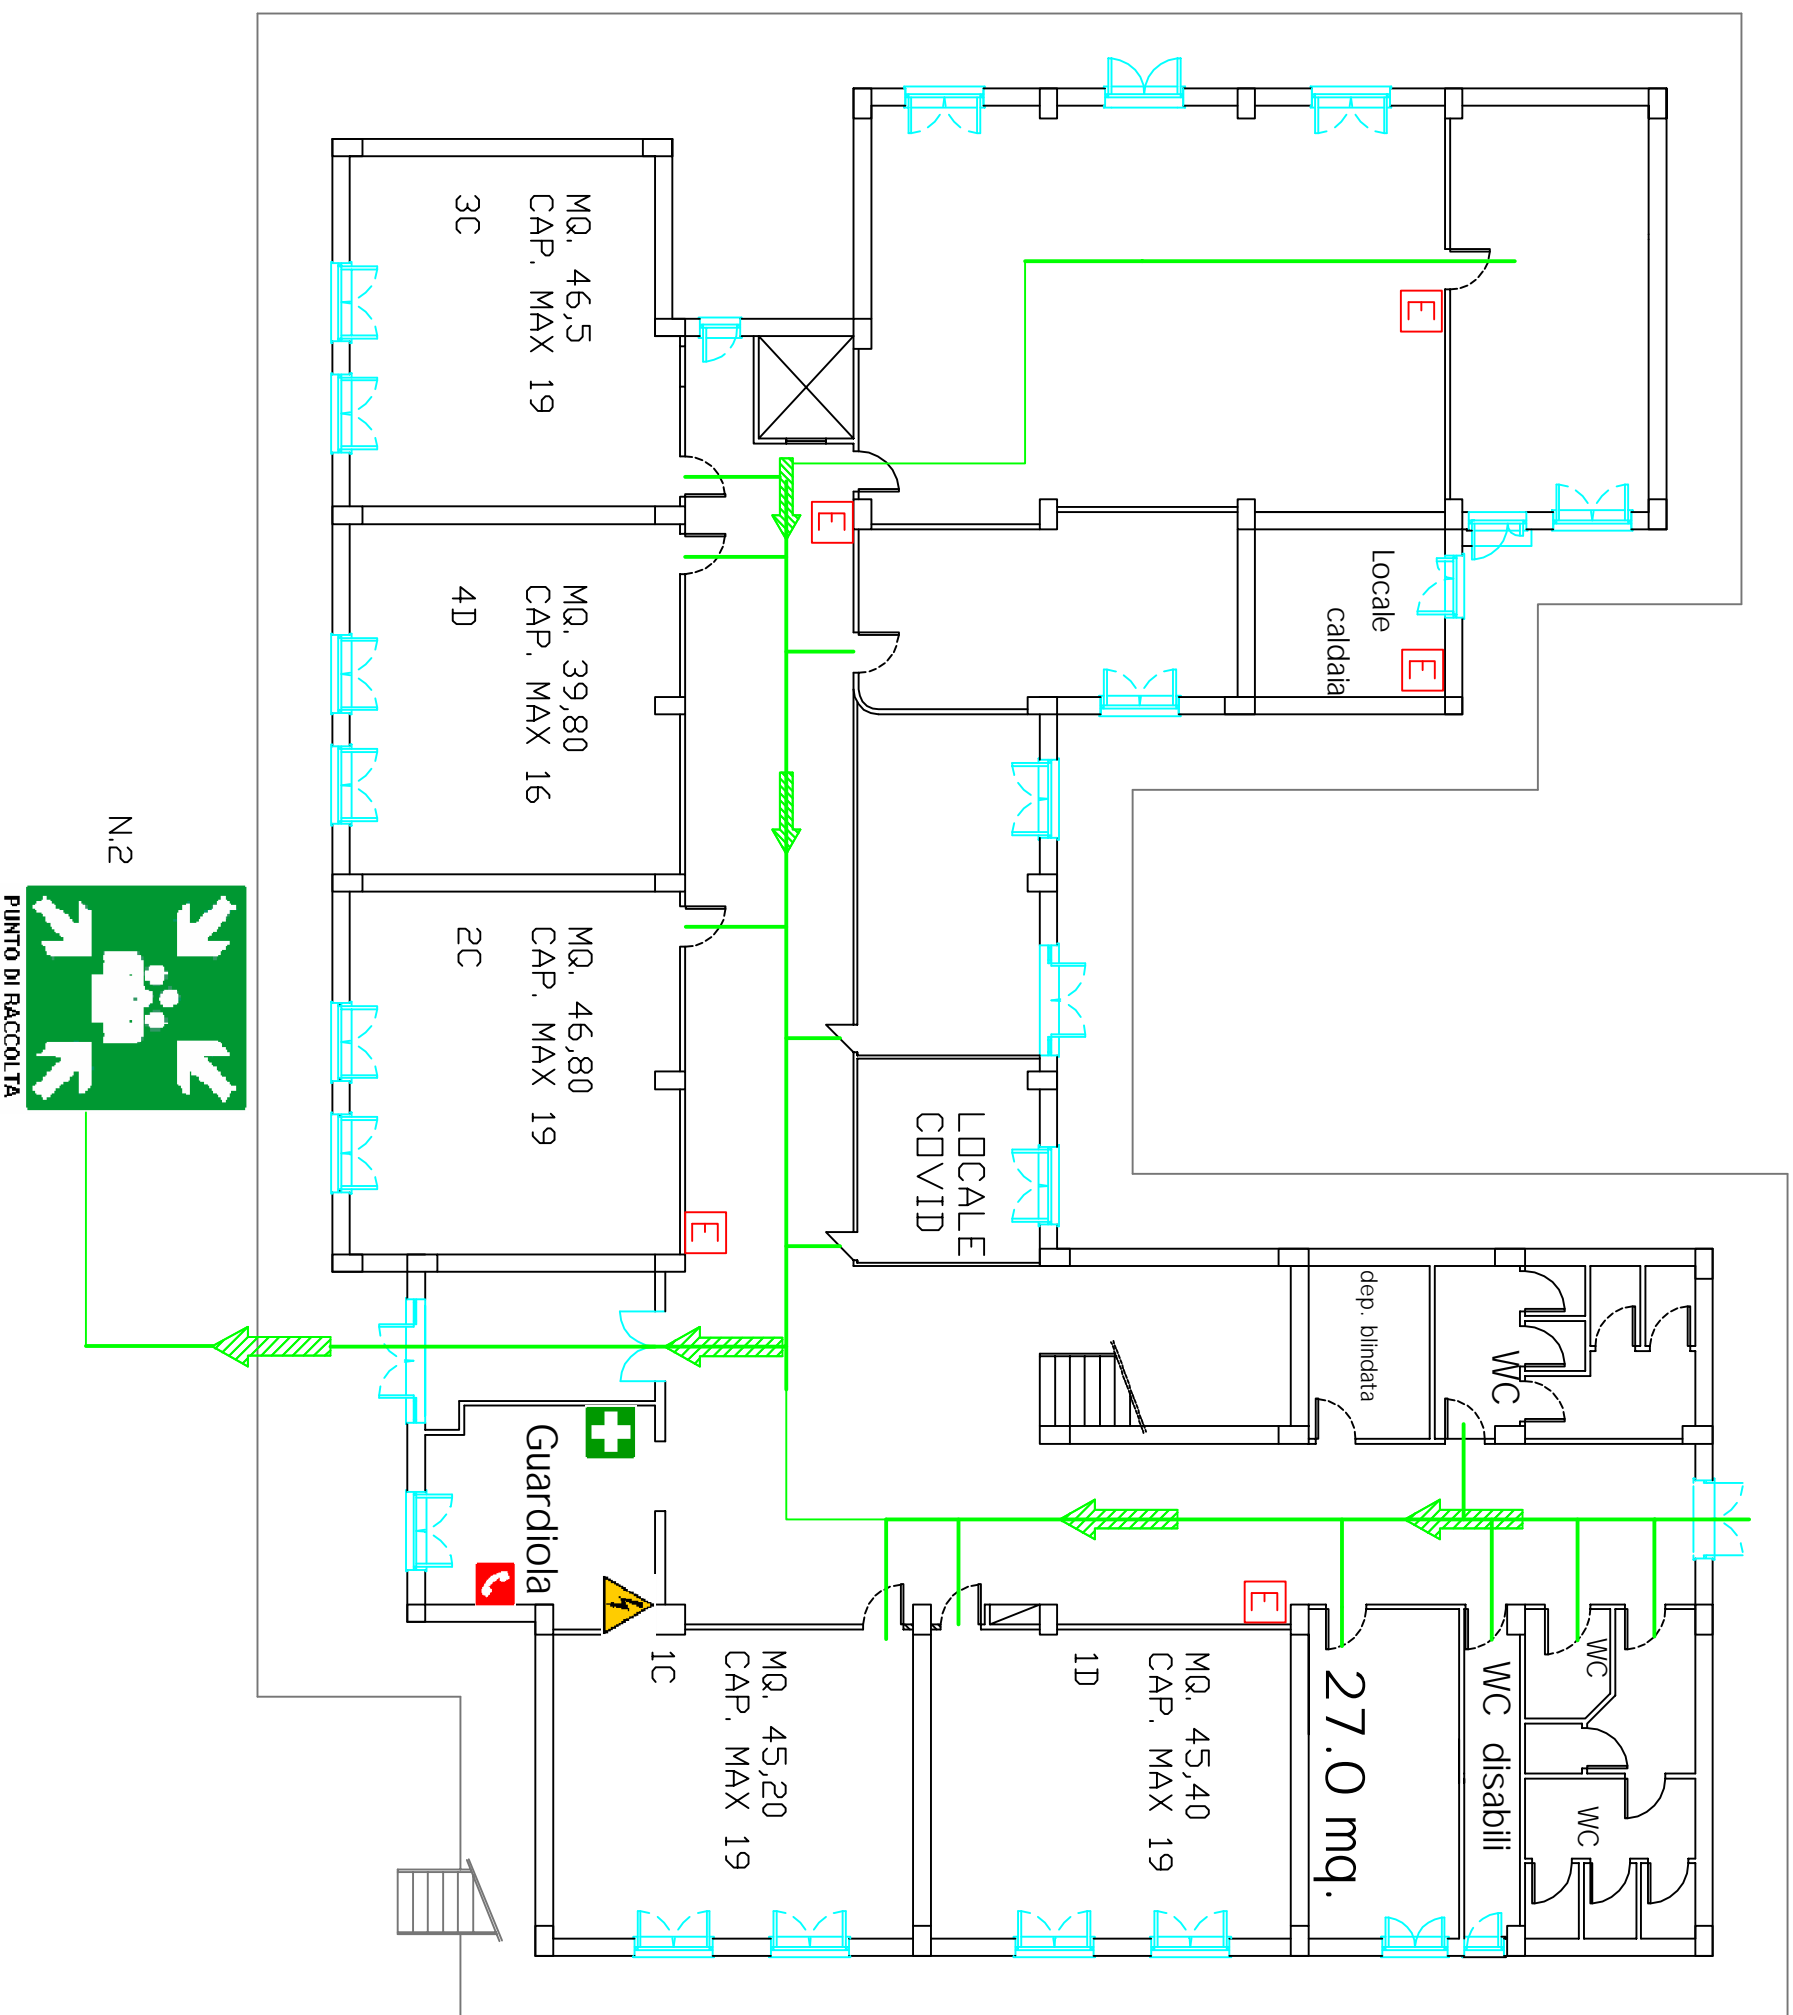 MQ. 46,5
CAP. MAX 19
3C
MQ. 39,80
CAP. MAX 16
4D
MQ. 46,80
CAP. MAX 19
2C
N.2
PUNTO DI RACCOLTA
E
E
E
E
E
Locale
caldaia
LOCALE
COVID
dep. blindata
WC
Guardiola
MQ. 45,20
CAP. MAX 19
1C
MQ. 45,40
CAP. MAX 19
1D
27.0 mq.
WC disabili
WC
WC